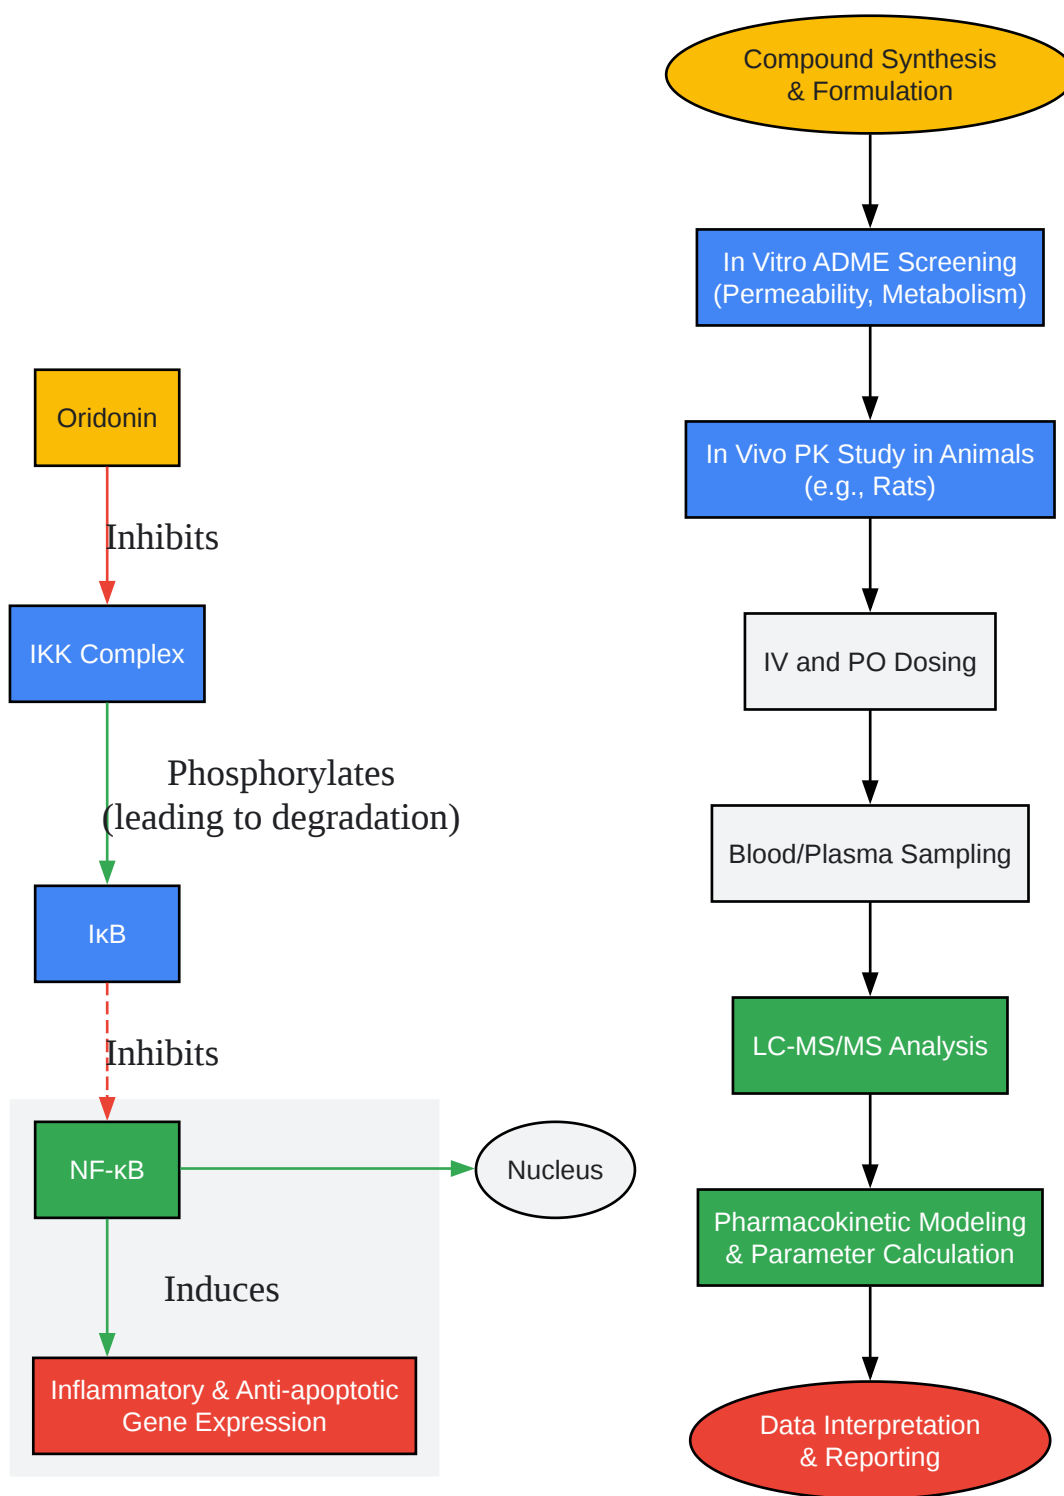 Oridonin
Inhibits
IKK Complex
Phosphorylates
(leading to degradation)
IκB
Inhibits
NF-κB
Nucleus
Induces
Inflammatory & Anti-apoptotic
Gene Expression
Compound Synthesis
& Formulation
In Vitro ADME Screening
(Permeability, Metabolism)
In Vivo PK Study in Animals
(e.g., Rats)
IV and PO Dosing
Blood/Plasma Sampling
LC-MS/MS Analysis
Pharmacokinetic Modeling
& Parameter Calculation
Data Interpretation
& Reporting